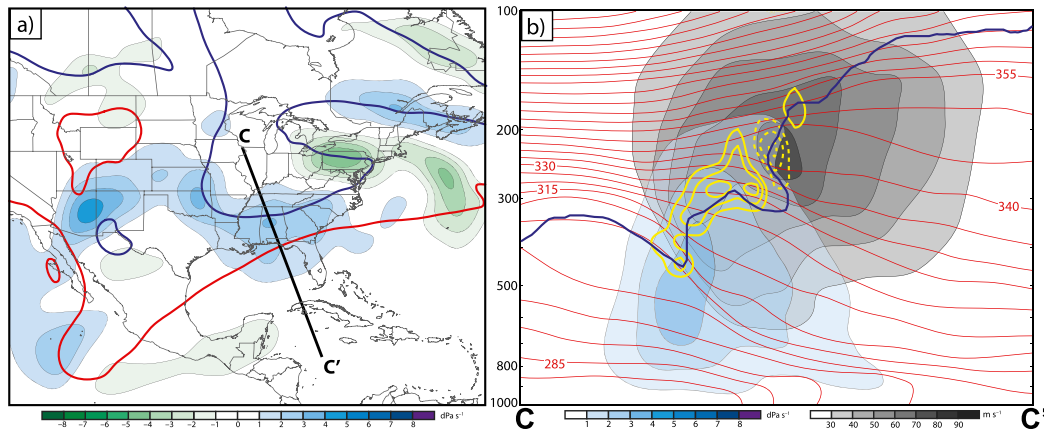 a)
C
C'
−8 −7 −6 −5 −4 −3 −2 −1 0 1 2 3 4 5 6 7 8 dPa s⁻¹
b)
100
200
300
500
800
1000
355
330
315
340
285
C
C'
1 2 3 4 5 6 7 8 dPa s⁻¹
30 40 50 60 70 80 90 m s⁻¹